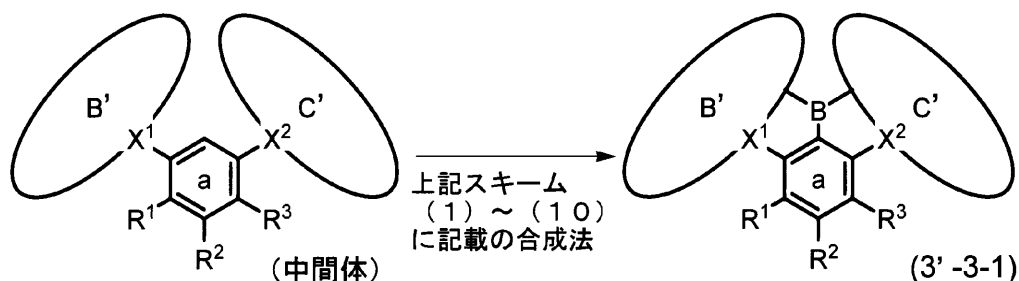 B' C' B' B C'
X¹ X² X¹ X²
a 上記スキーム a
R¹ R³ (1)~(10) R¹ R³
R² に記載の合成法 R²
(中間体) (3'-3-1)